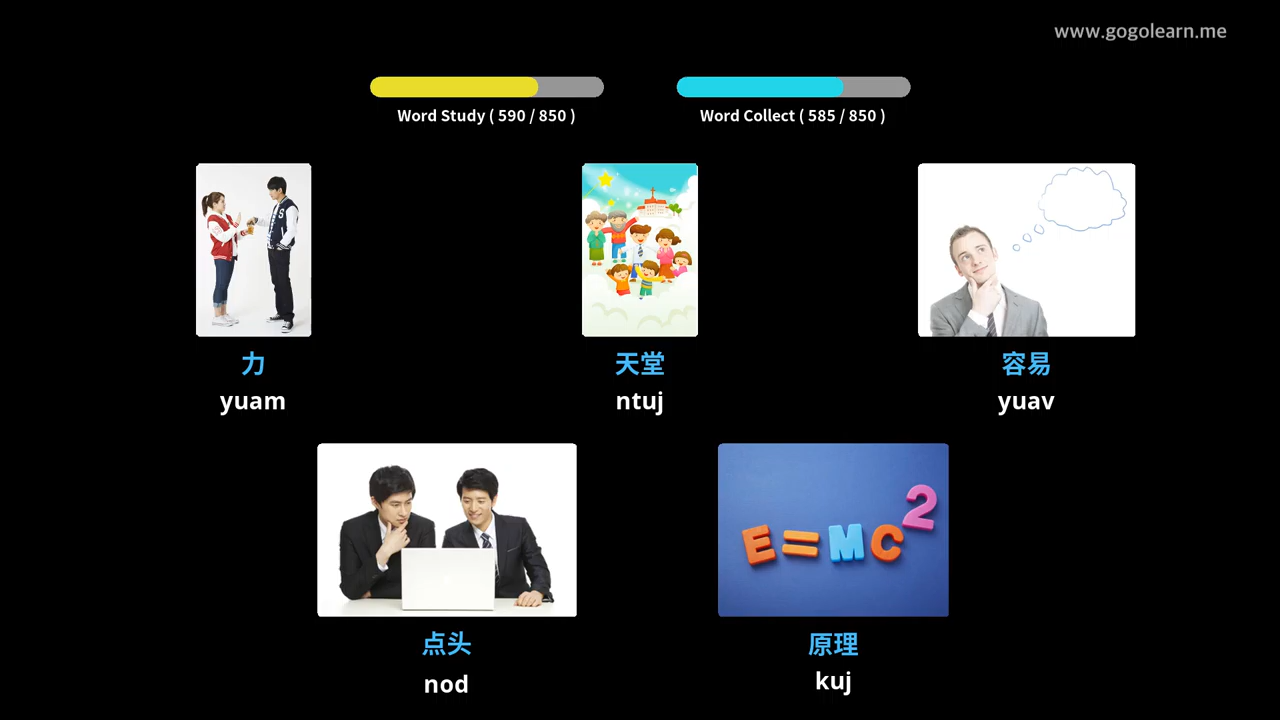 www.gogolearn.me
Word Study ( 590 / 850 )
Word Collect ( 585 / 850 )
力
yuam
天堂
ntuj
容易
yuav
S
点头
nod
E=MC2
原理
kuj